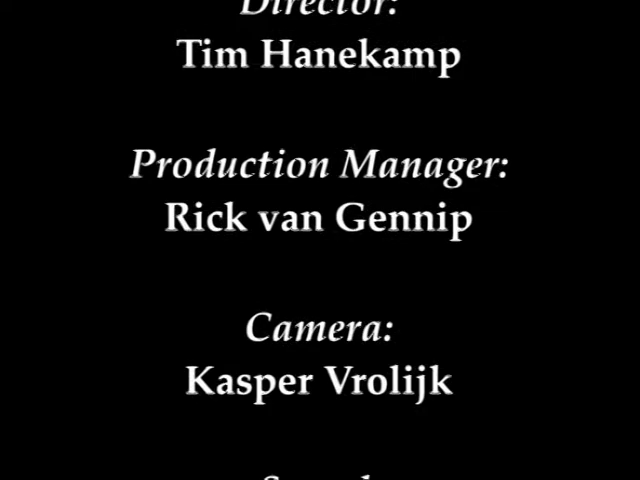 Director:
Tim Hanekamp
Production Manager:
Rick van Gennip
Camera:
Kasper Vrolijk